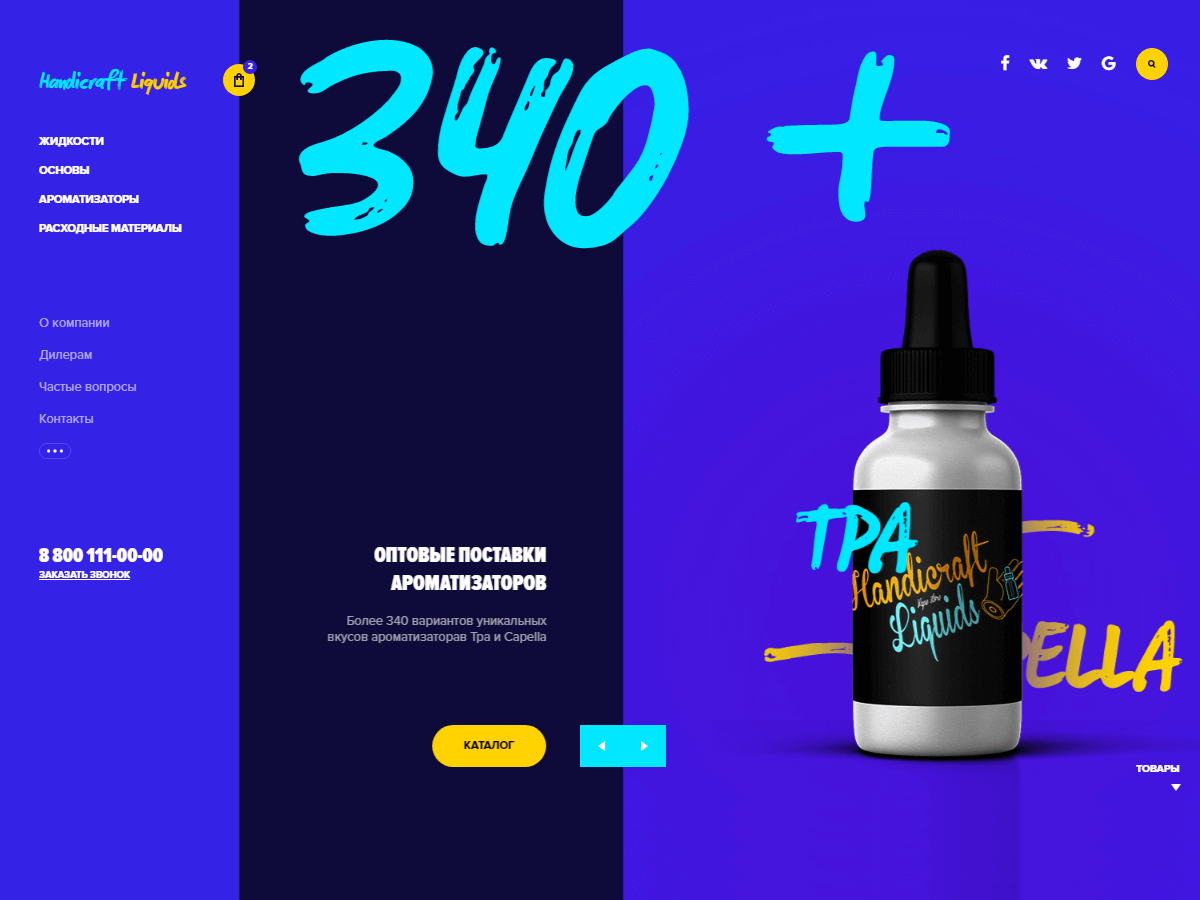 Handicraft Liquids
2
ЖИДКОСТИ
ОСНОВЫ
АРОМАТИЗАТОРЫ
РАСХОДНЫЕ МАТЕРИАЛЫ
О компании
Дилерам
Частые вопросы
Контакты
8 800 111-00-00
ЗАКАЗАТЬ ЗВОНОК
340 +
ОПТОВЫЕ ПОСТАВКИ
АРОМАТИЗАТОРОВ
Более 340 вариантов уникальных
вкусов ароматизаторав Tpa и Capella
КАТАЛОГ
TPA
Handicraft
Liquids
PELLA
ТОВАРЫ